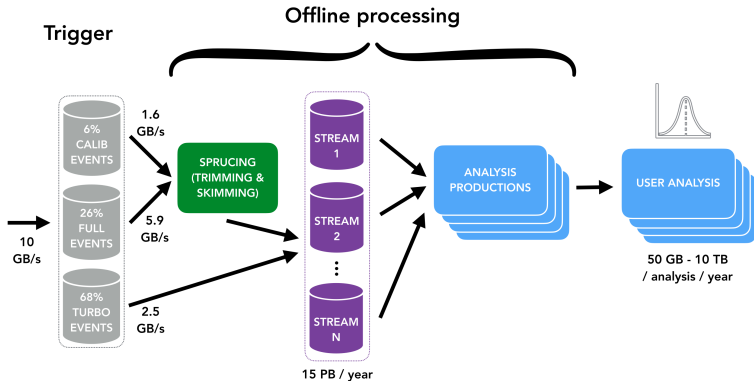 Offline processing
Trigger
10
GB/s
6%
CALIB
EVENTS
26%
FULL
EVENTS
68%
TURBO
EVENTS
1.6
GB/s
5.9
GB/s
2.5
GB/s
SPRUCING
(TRIMMING &
SKIMMING)
STREAM
1
STREAM
2
STREAM
N
15 PB / year
ANALYSIS
PRODUCTIONS
USER ANALYSIS
50 GB - 10 TB
/ analysis / year